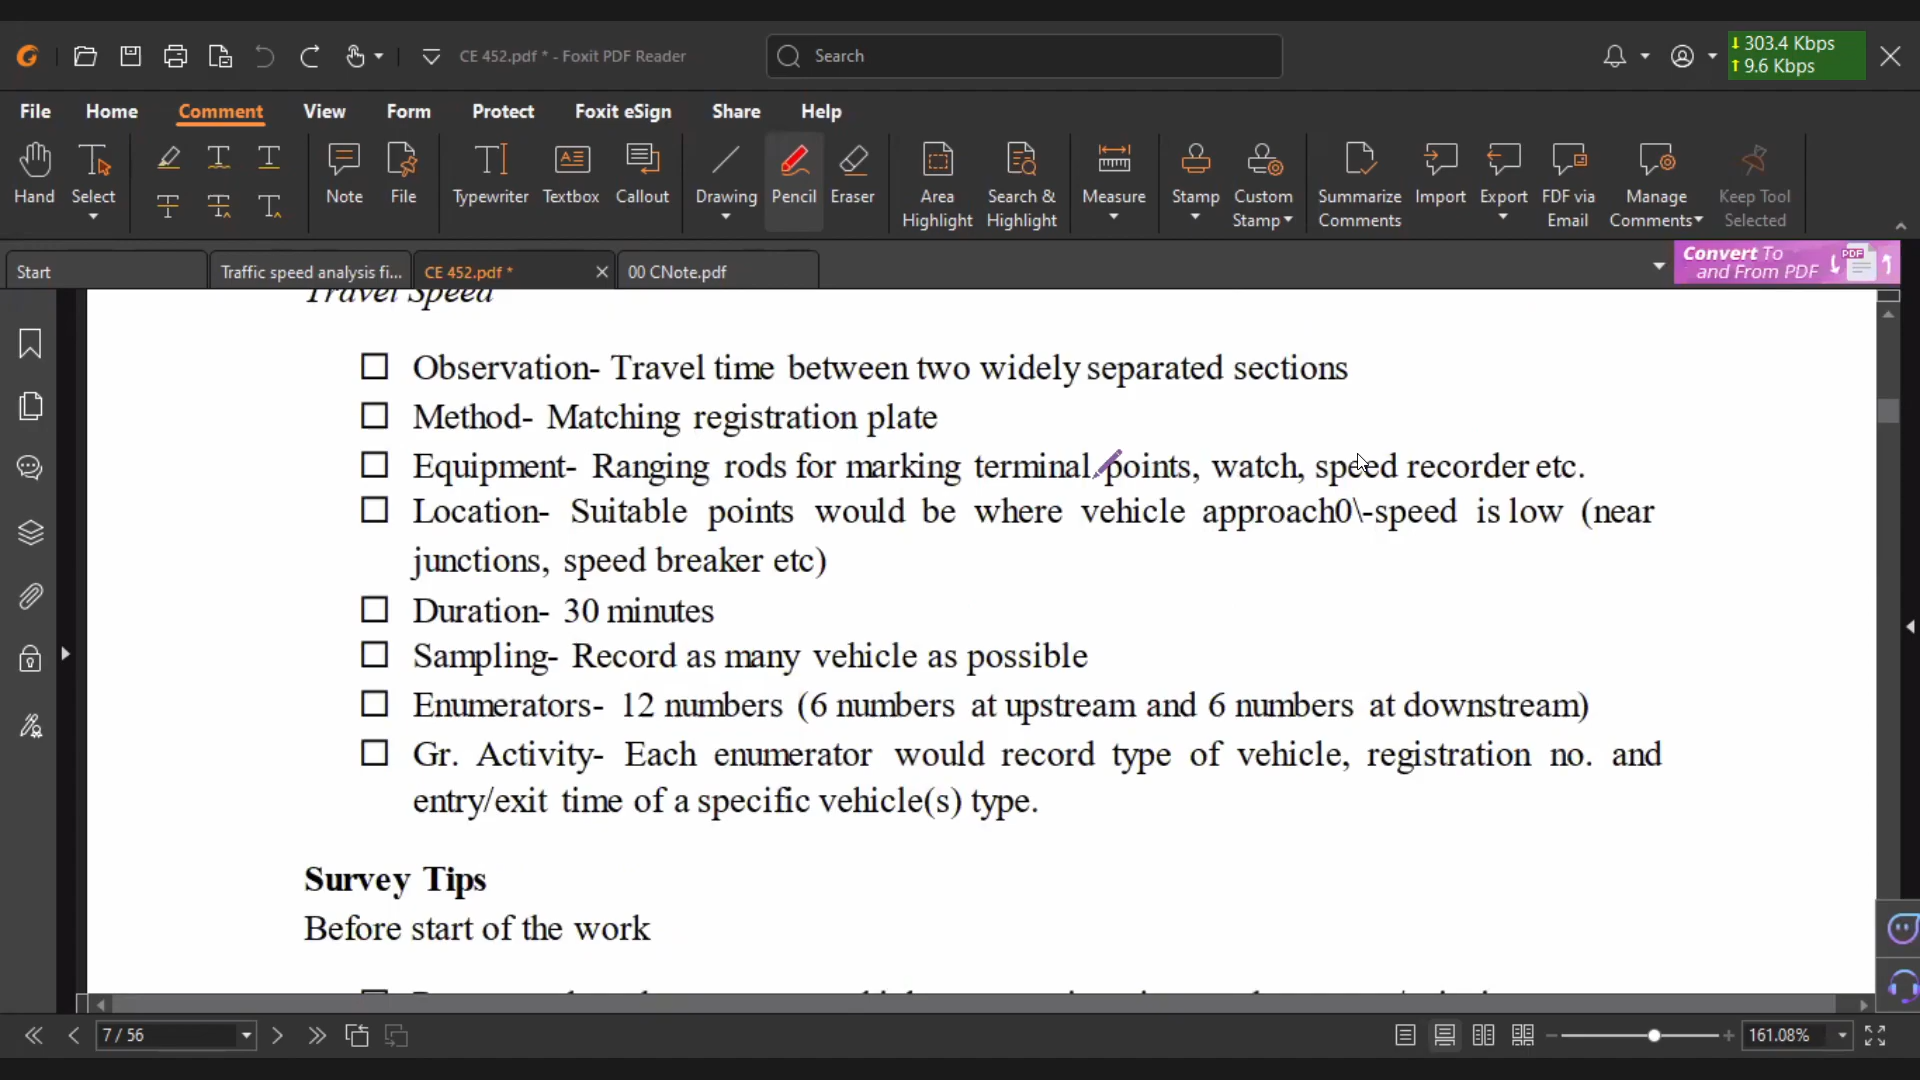 CE 452.pdf * - Foxit PDF Reader
Search
303.4 Kbps
9.6 Kbps
File Home Comment View Form Protect Foxit eSign Share Help
Hand Select Note File Typewriter Textbox Callout Drawing Pencil Eraser Area Highlight Search & Highlight Measure Stamp Custom Stamp Summarize Comments Import Export FDF via Email Manage Comments Keep Tool Selected
Start Traffic speed analysis fi... CE 452.pdf * 00 CNote.pdf
Convert To
and From PDF
PDF
Travel Speed
Observation- Travel time between two widely separated sections
Method- Matching registration plate
Equipment- Ranging rods for marking terminal points, watch, speed recorder etc.
Location- Suitable points would be where vehicle approach0\-speed is low (near
junctions, speed breaker etc)
Duration- 30 minutes
Sampling- Record as many vehicle as possible
Enumerators- 12 numbers (6 numbers at upstream and 6 numbers at downstream)
Gr. Activity- Each enumerator would record type of vehicle, registration no. and
entry/exit time of a specific vehicle(s) type.
Survey Tips
Before start of the work
7 / 56
161.08%